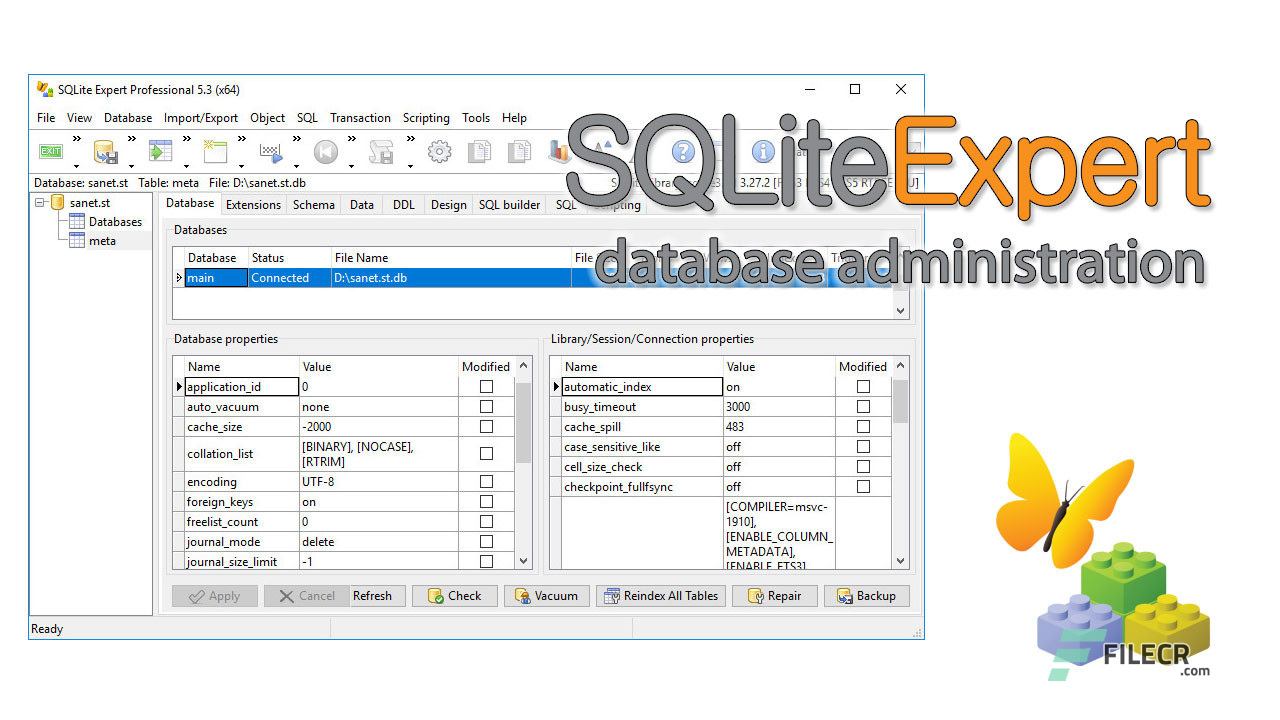 SQLite Expert Professional 5.3 (x64)
File View Database Import/Export Object SQL Transaction Scripting Tools Help
EXIT
SQLiteExpert
database administration
Database: sanet.st Table: meta File: D:\sanet.st.db
3.27.2
sanet.st
Databases
meta
Database Extensions Schema Data DDL Design SQL builder SQL
Databases
Database Status File Name File
main Connected D:\sanet.st.db
Database properties
Name Value Modified
application_id 0
auto_vacuum none
cache_size -2000
collation_list [BINARY], [NOCASE],
[RTRIM]
encoding UTF-8
foreign_keys on
freelist_count 0
journal_mode delete
journal_size_limit -1
Library/Session/Connection properties
Name Value Modified
automatic_index on
busy_timeout 3000
cache_spill 483
case_sensitive_like off
cell_size_check off
checkpoint_fullfsync off
[COMPILER=msvc-
1910],
[ENABLE_COLUMN_
METADATA],
[ENABLE_FTS3]
Apply Cancel Refresh Check Vacuum Reindex All Tables Repair Backup
Ready
FILECR
.com